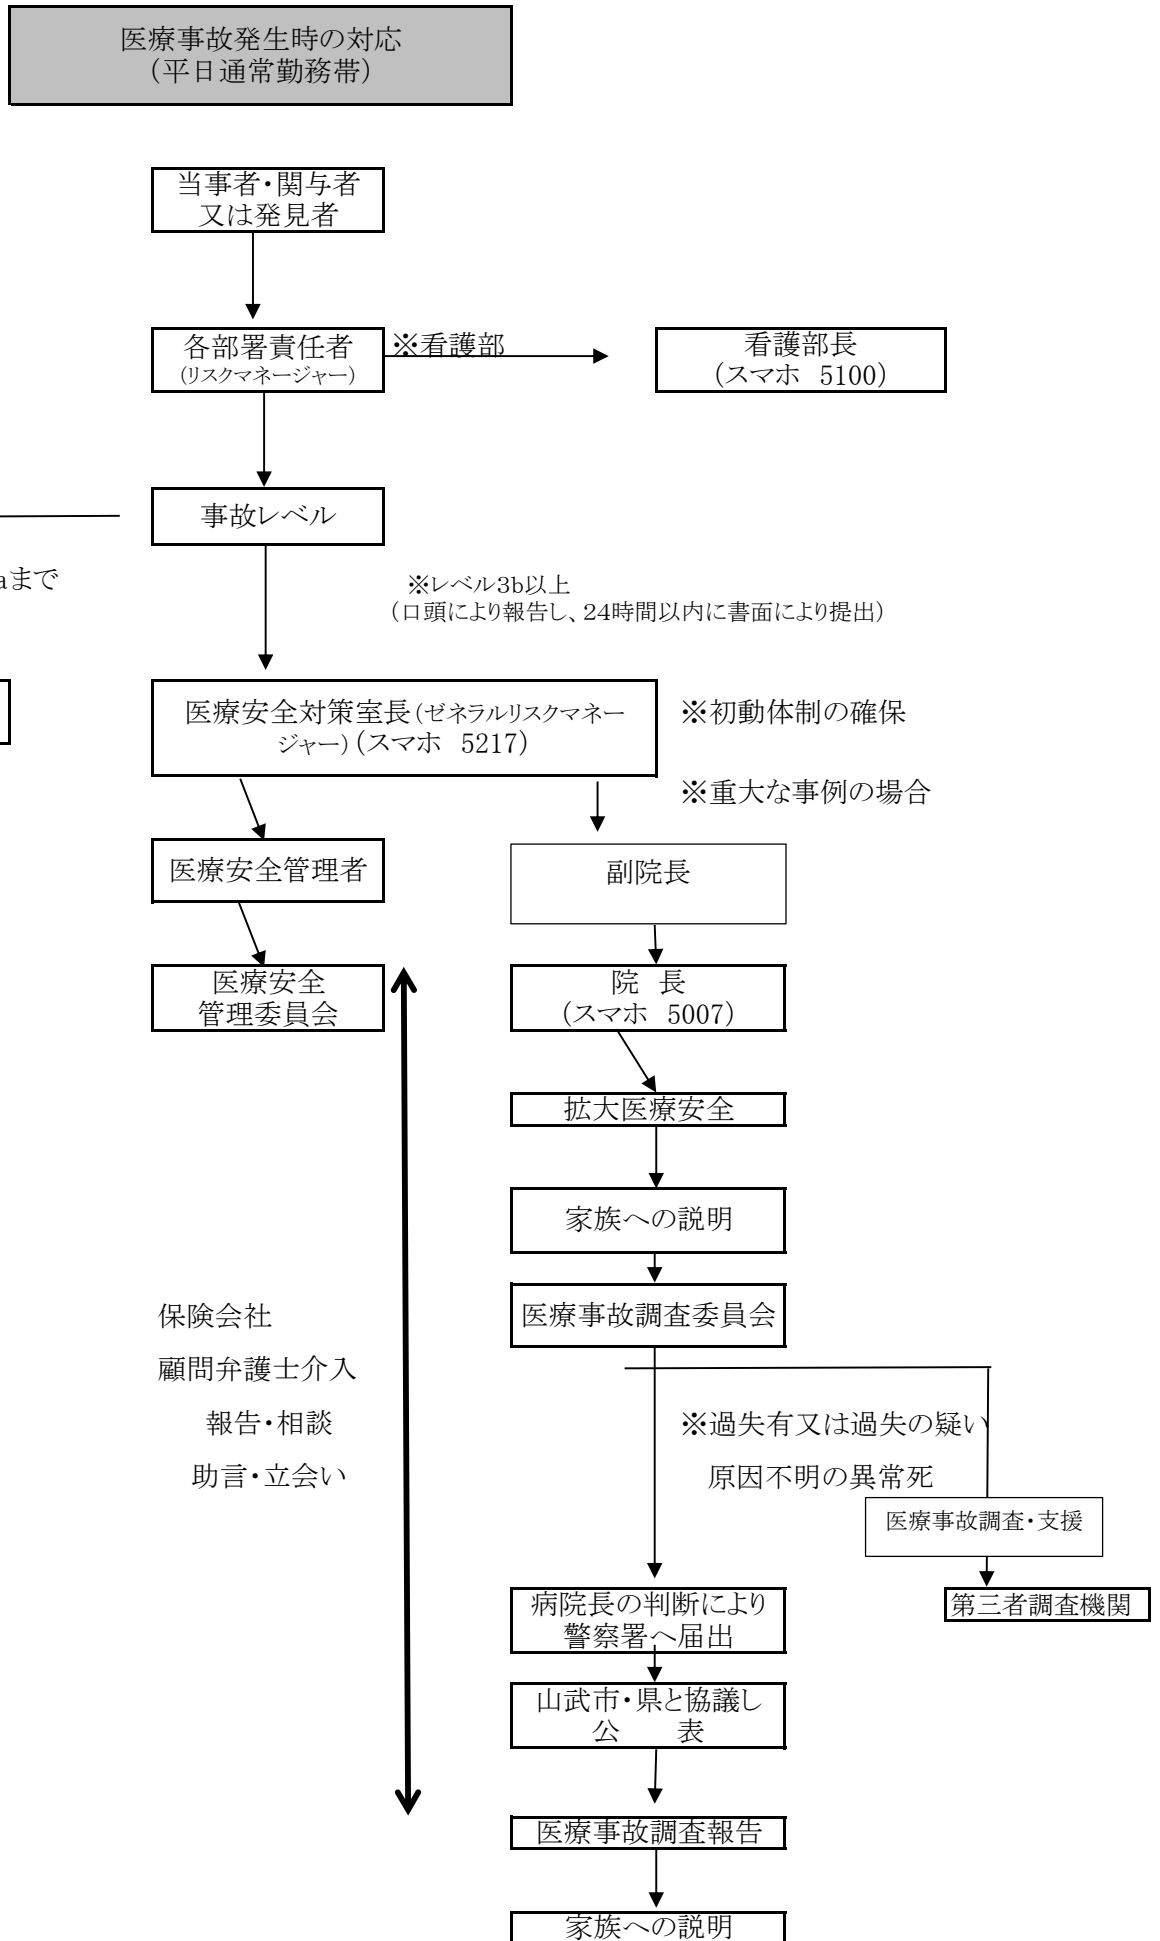 医療事故発生時の対応
（平日通常勤務帯）
当事者・関与者
又は発見者
各部署責任者
(リスクマネージャー)
※看護部
看護部長
（スマホ　5100）
事故レベル
aまで
※レベル3b以上
（口頭により報告し、24時間以内に書面により提出）
医療安全対策室長（ゼネラルリスクマネー
ジャー）（スマホ　5217）
※初動体制の確保
※重大な事例の場合
医療安全管理者
副院長
医療安全
管理委員会
院　長
（スマホ　5007）
拡大医療安全
家族への説明
医療事故調査委員会
保険会社
顧問弁護士介入
報告・相談
助言・立会い
※過失有又は過失の疑い
原因不明の異常死
医療事故調査・支援
第三者調査機関
病院長の判断により
警察署へ届出
山武市・県と協議し
公　　表
医療事故調査報告
家族への説明